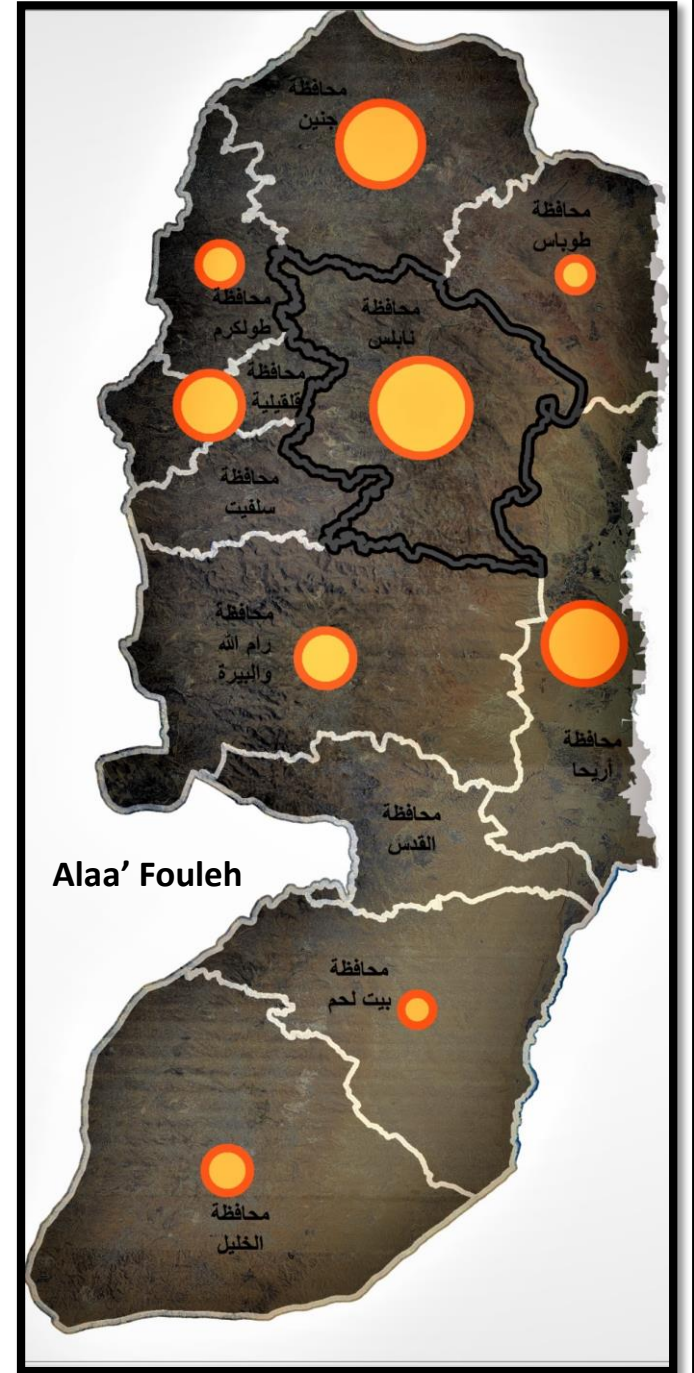 محافظة
جنين
محافظة
طوباس
محافظة
طولكرم
محافظة
نابلس
محافظة
قلقيلية
محافظة
سلفيت
محافظة
رام الله
والبيرة
محافظة
أريحا
محافظة
القدس
Alaa’ Fouleh
محافظة
بيت لحم
محافظة
الخليل